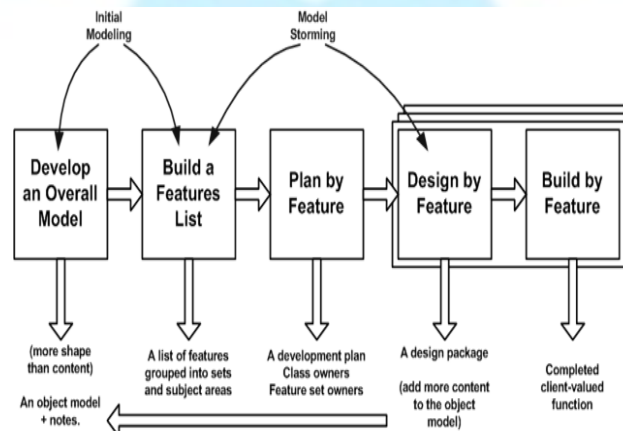 Initial
Modeling
Model
Storming
Develop
an Overall
Model
Build a
Features
List
Plan by
Feature
Design by
Feature
Build by
Feature
(more shape
than content)
An object model
+ notes.
A list of features
grouped into sets
and subject areas
A development plan
Class owners
Feature set owners
A design package
(add more content
to the object
model)
Completed
client-valued
function